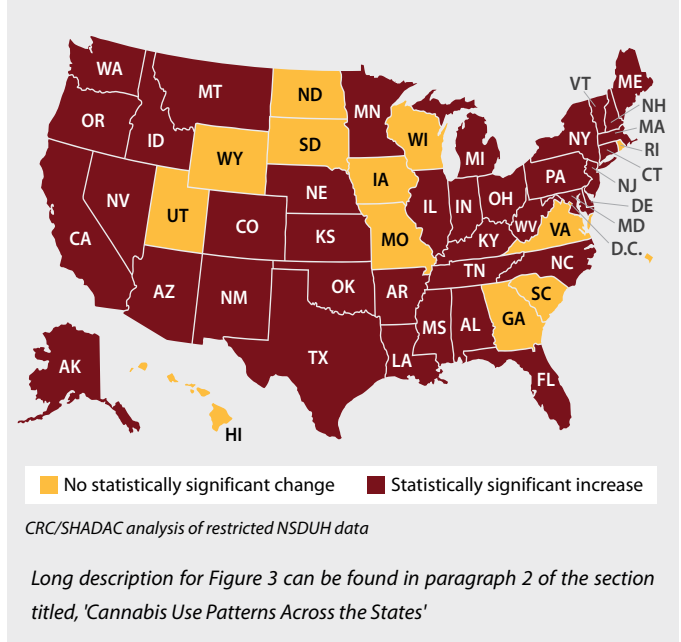 WA
MT
ND
MN
VT
ME
OR
ID
WY
SD
WI
MI
NY
NH
MA
RI
CT
NV
UT
NE
IA
IL
IN
OH
PA
NJ
DE
MD
D.C.
CA
CO
KS
MO
KY
WV
VA
AZ
NM
OK
AR
TN
NC
SC
TX
LA
MS
AL
GA
FL
AK
HI
No statistically significant change
Statistically significant increase
CRC/SHADAC analysis of restricted NSDUH data
Long description for Figure 3 can be found in paragraph 2 of the section
titled, 'Cannabis Use Patterns Across the States'